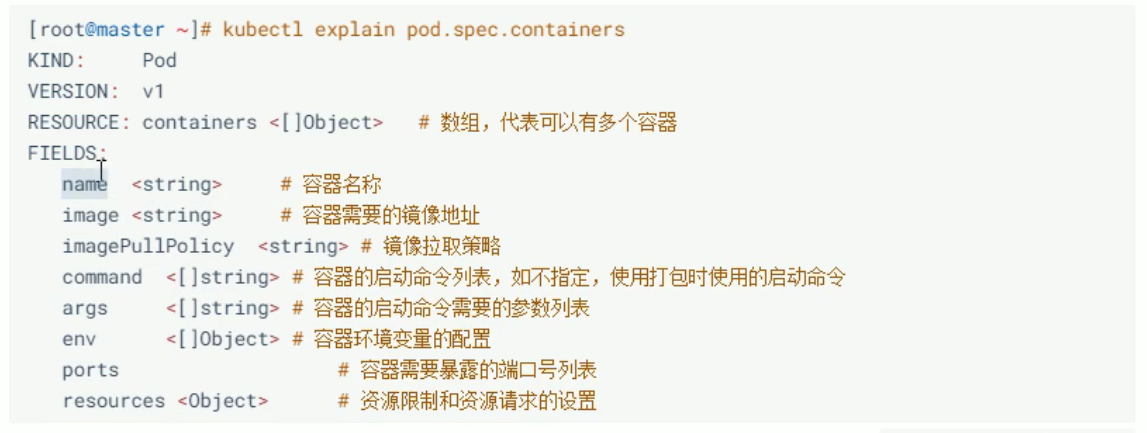 [root@master ~]# kubectl explain pod.spec.containers
KIND:     Pod
VERSION:  v1
RESOURCE: containers <[]Object>   # 数组，代表可以有多个容器
FIELDS:
   name  <string>     # 容器名称
   image <string>     # 容器需要的镜像地址
   imagePullPolicy  <string> # 镜像拉取策略
   command  <[]string> # 容器的启动命令列表，如不指定，使用打包时使用的启动命令
   args     <[]string> # 容器的启动命令需要的参数列表
   env      <[]Object> # 容器环境变量的配置
   ports                   # 容器需要暴露的端口号列表
   resources <Object>      # 资源限制和资源请求的设置